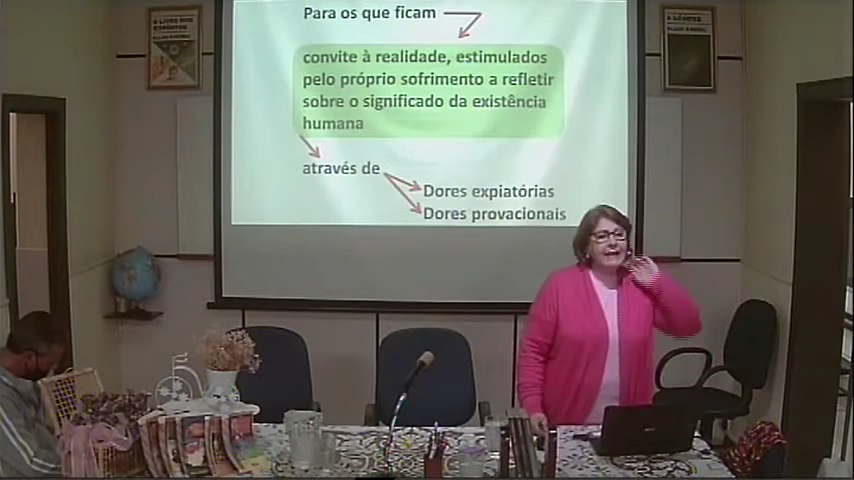 Para os que ficam
convite à realidade, estimulados
pelo próprio sofrimento a refletir
sobre o significado da existência
humana
através de
Dores expiatórias
Dores provacionais